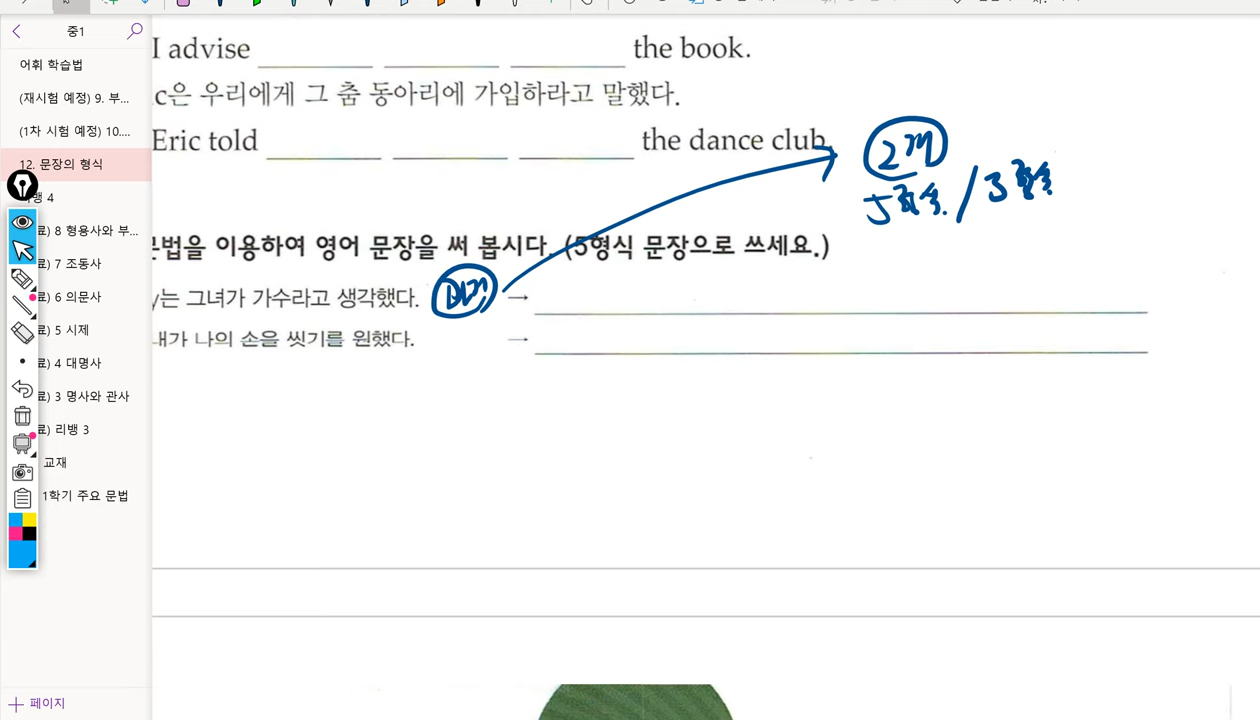 중1
어휘 학습법
(재시험 예정) 9. 부...
(1차 시험 예정) 10....
12. 문장의 형식
뱅 4
료) 8 형용사와 부...
료) 7 조동사
료) 6 의문사
료) 5 시제
료) 4 대명사
료) 3 명사와 관사
료) 리뱅 3
교재
1학기 주요 문법
페이지
I advise the book.
c은 우리에게 그 춤 동아리에 가입하라고 말했다.
Eric told the dance club.
2개
5형식. / 3형식
문법을 이용하여 영어 문장을 써 봅시다. (5형식 문장으로 쓰세요.)
y는 그녀가 가수라고 생각했다. →
내가 나의 손을 씻기를 원했다. →